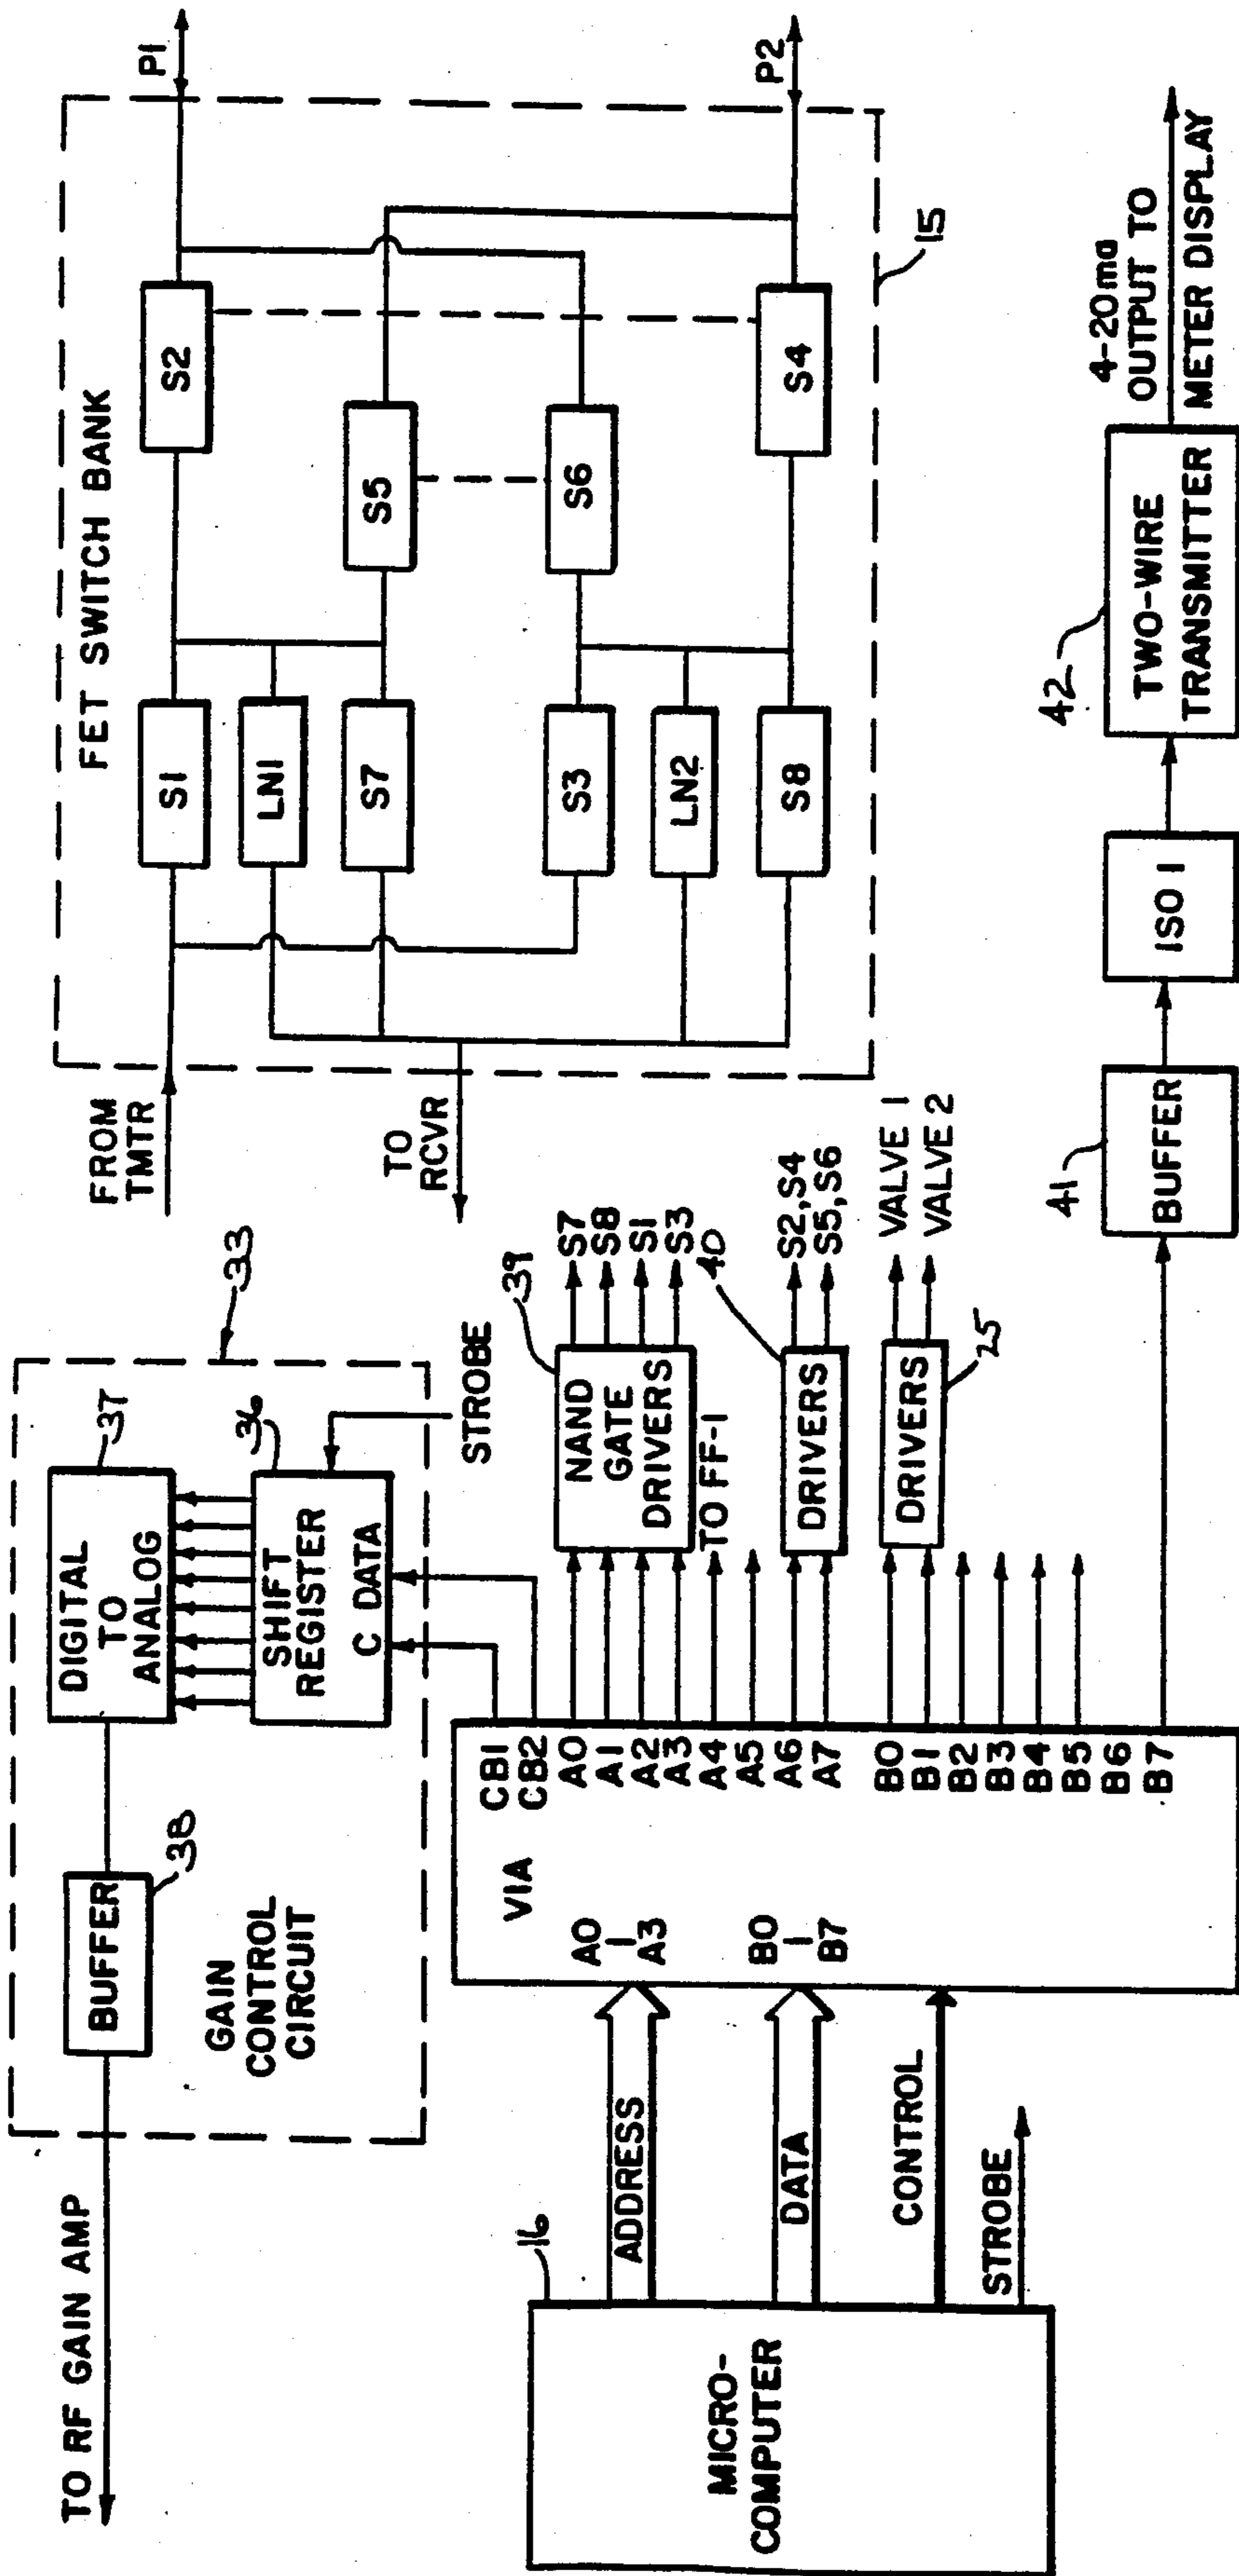 TO RF GAIN AMP
BUFFER
38
GAIN
CONTROL
CIRCUIT
DIGITAL
TO
ANALOG
37
SHIFT
REGISTER
C DATA
36
33
STROBE
MICRO-
COMPUTER
16
ADDRESS
DATA
CONTROL
STROBE
VIA
A0
A3
B0
B7
CB1
CB2
A0
A1
A2
A3
A4
A5
A6
A7
B0
B1
B2
B3
B4
B5
B6
B7
NAND
GATE
DRIVERS
39
S7
S8
S1
S3
TO FF-1
DRIVERS
40
S2,S4
S5,S6
DRIVERS
25
VALVE 1
VALVE 2
FROM
TMTR
TO
RCVR
FET SWITCH BANK
S1
LN1
S7
S3
LN2
S8
S2
S5
S6
S4
P1
P2
15
BUFFER
41
ISO 1
TWO-WIRE
TRANSMITTER
42
4-20ma
OUTPUT TO
METER DISPLAY